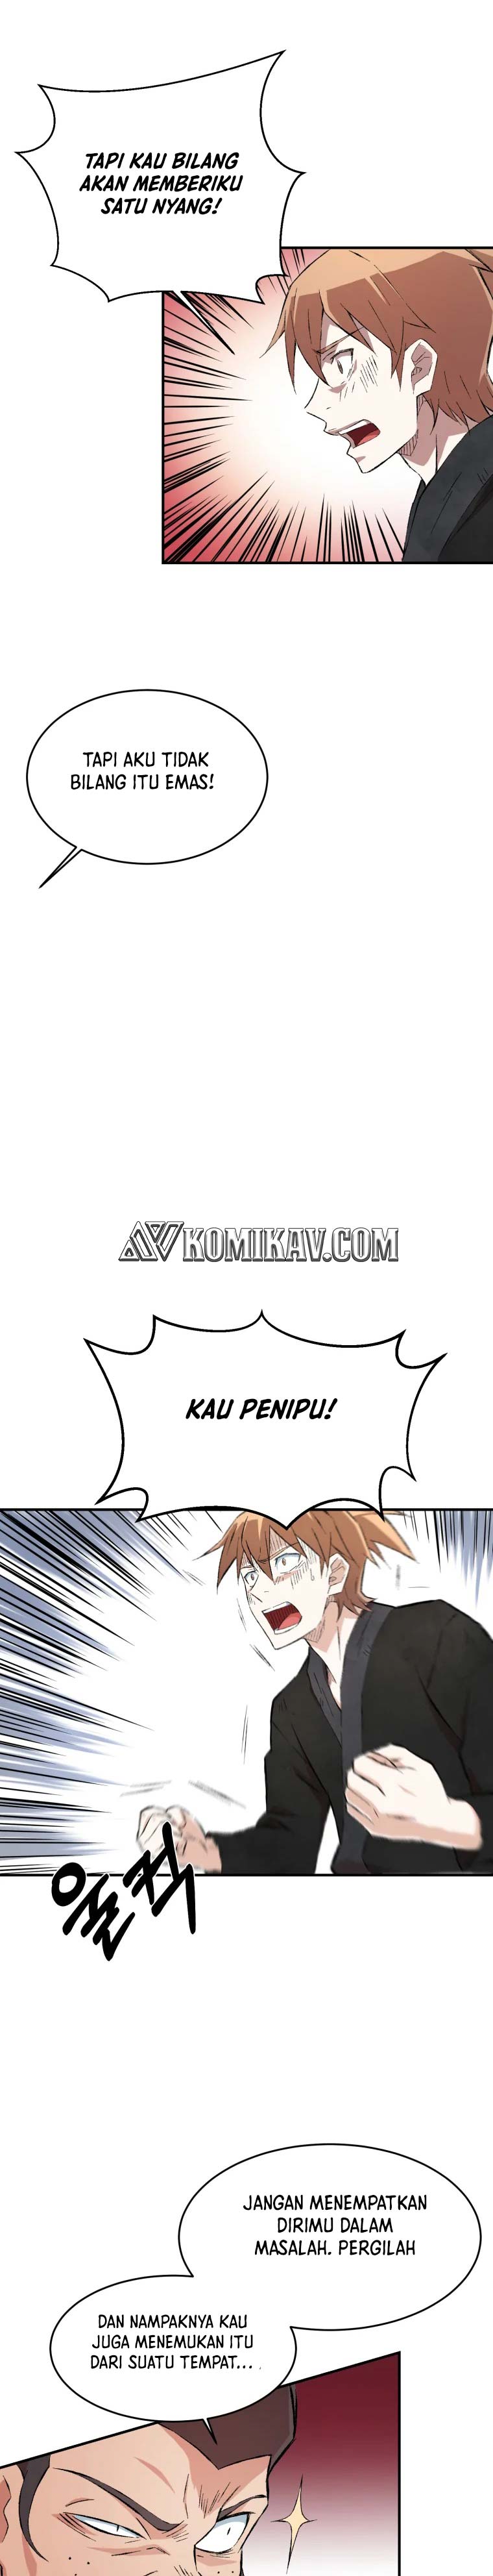 TAPI KAU BILANG
AKAN MEMBERIKU
SATU NYANG!
TAPI AKU TIDAK
BILANG ITU EMAS!
KOMIKAV.COM
KAU PENIPU!
울컥
JANGAN MENEMPATKAN
DIRIMU DALAM
MASALAH. PERGILAH
DAN NAMPAKNYA KAU
JUGA MENEMUKAN ITU
DARI SUATU TEMPAT...